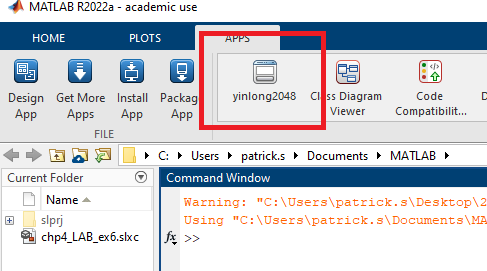 MATLAB R2022a - academic use
HOME PLOTS APPS
Design App
Get More Apps
Install App
Package App
yinlong2048
Class Diagram Viewer
Code Compatibilit...
FILE
C: Users patrick.s Documents MATLAB
Current Folder
Name
slprj
chp4_LAB_ex6.slxc
Command Window
Warning: "C:\Users\patrick.s\Desktop\2
Using "C:\Users\patrick.s\Documents\MA
fx >>